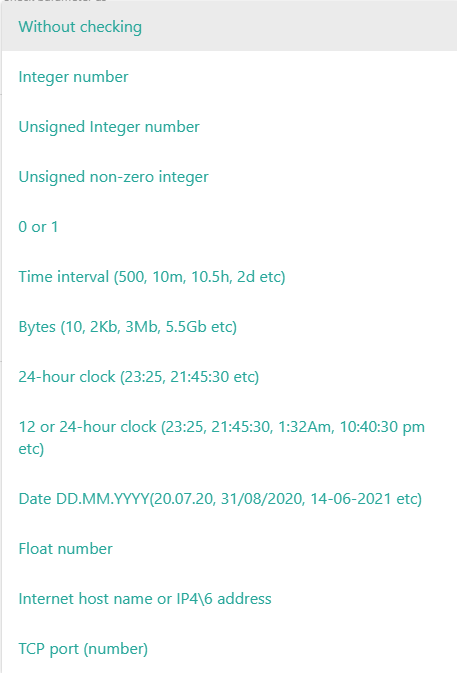 Without checking
Integer number
Unsigned Integer number
Unsigned non-zero integer
0 or 1
Time interval (500, 10m, 10.5h, 2d etc)
Bytes (10, 2Kb, 3Mb, 5.5Gb etc)
24-hour clock (23:25, 21:45:30 etc)
12 or 24-hour clock (23:25, 21:45:30, 1:32Am, 10:40:30 pm
etc)
Date DD.MM.YYYY(20.07.20, 31/08/2020, 14-06-2021 etc)
Float number
Internet host name or IP4\6 address
TCP port (number)